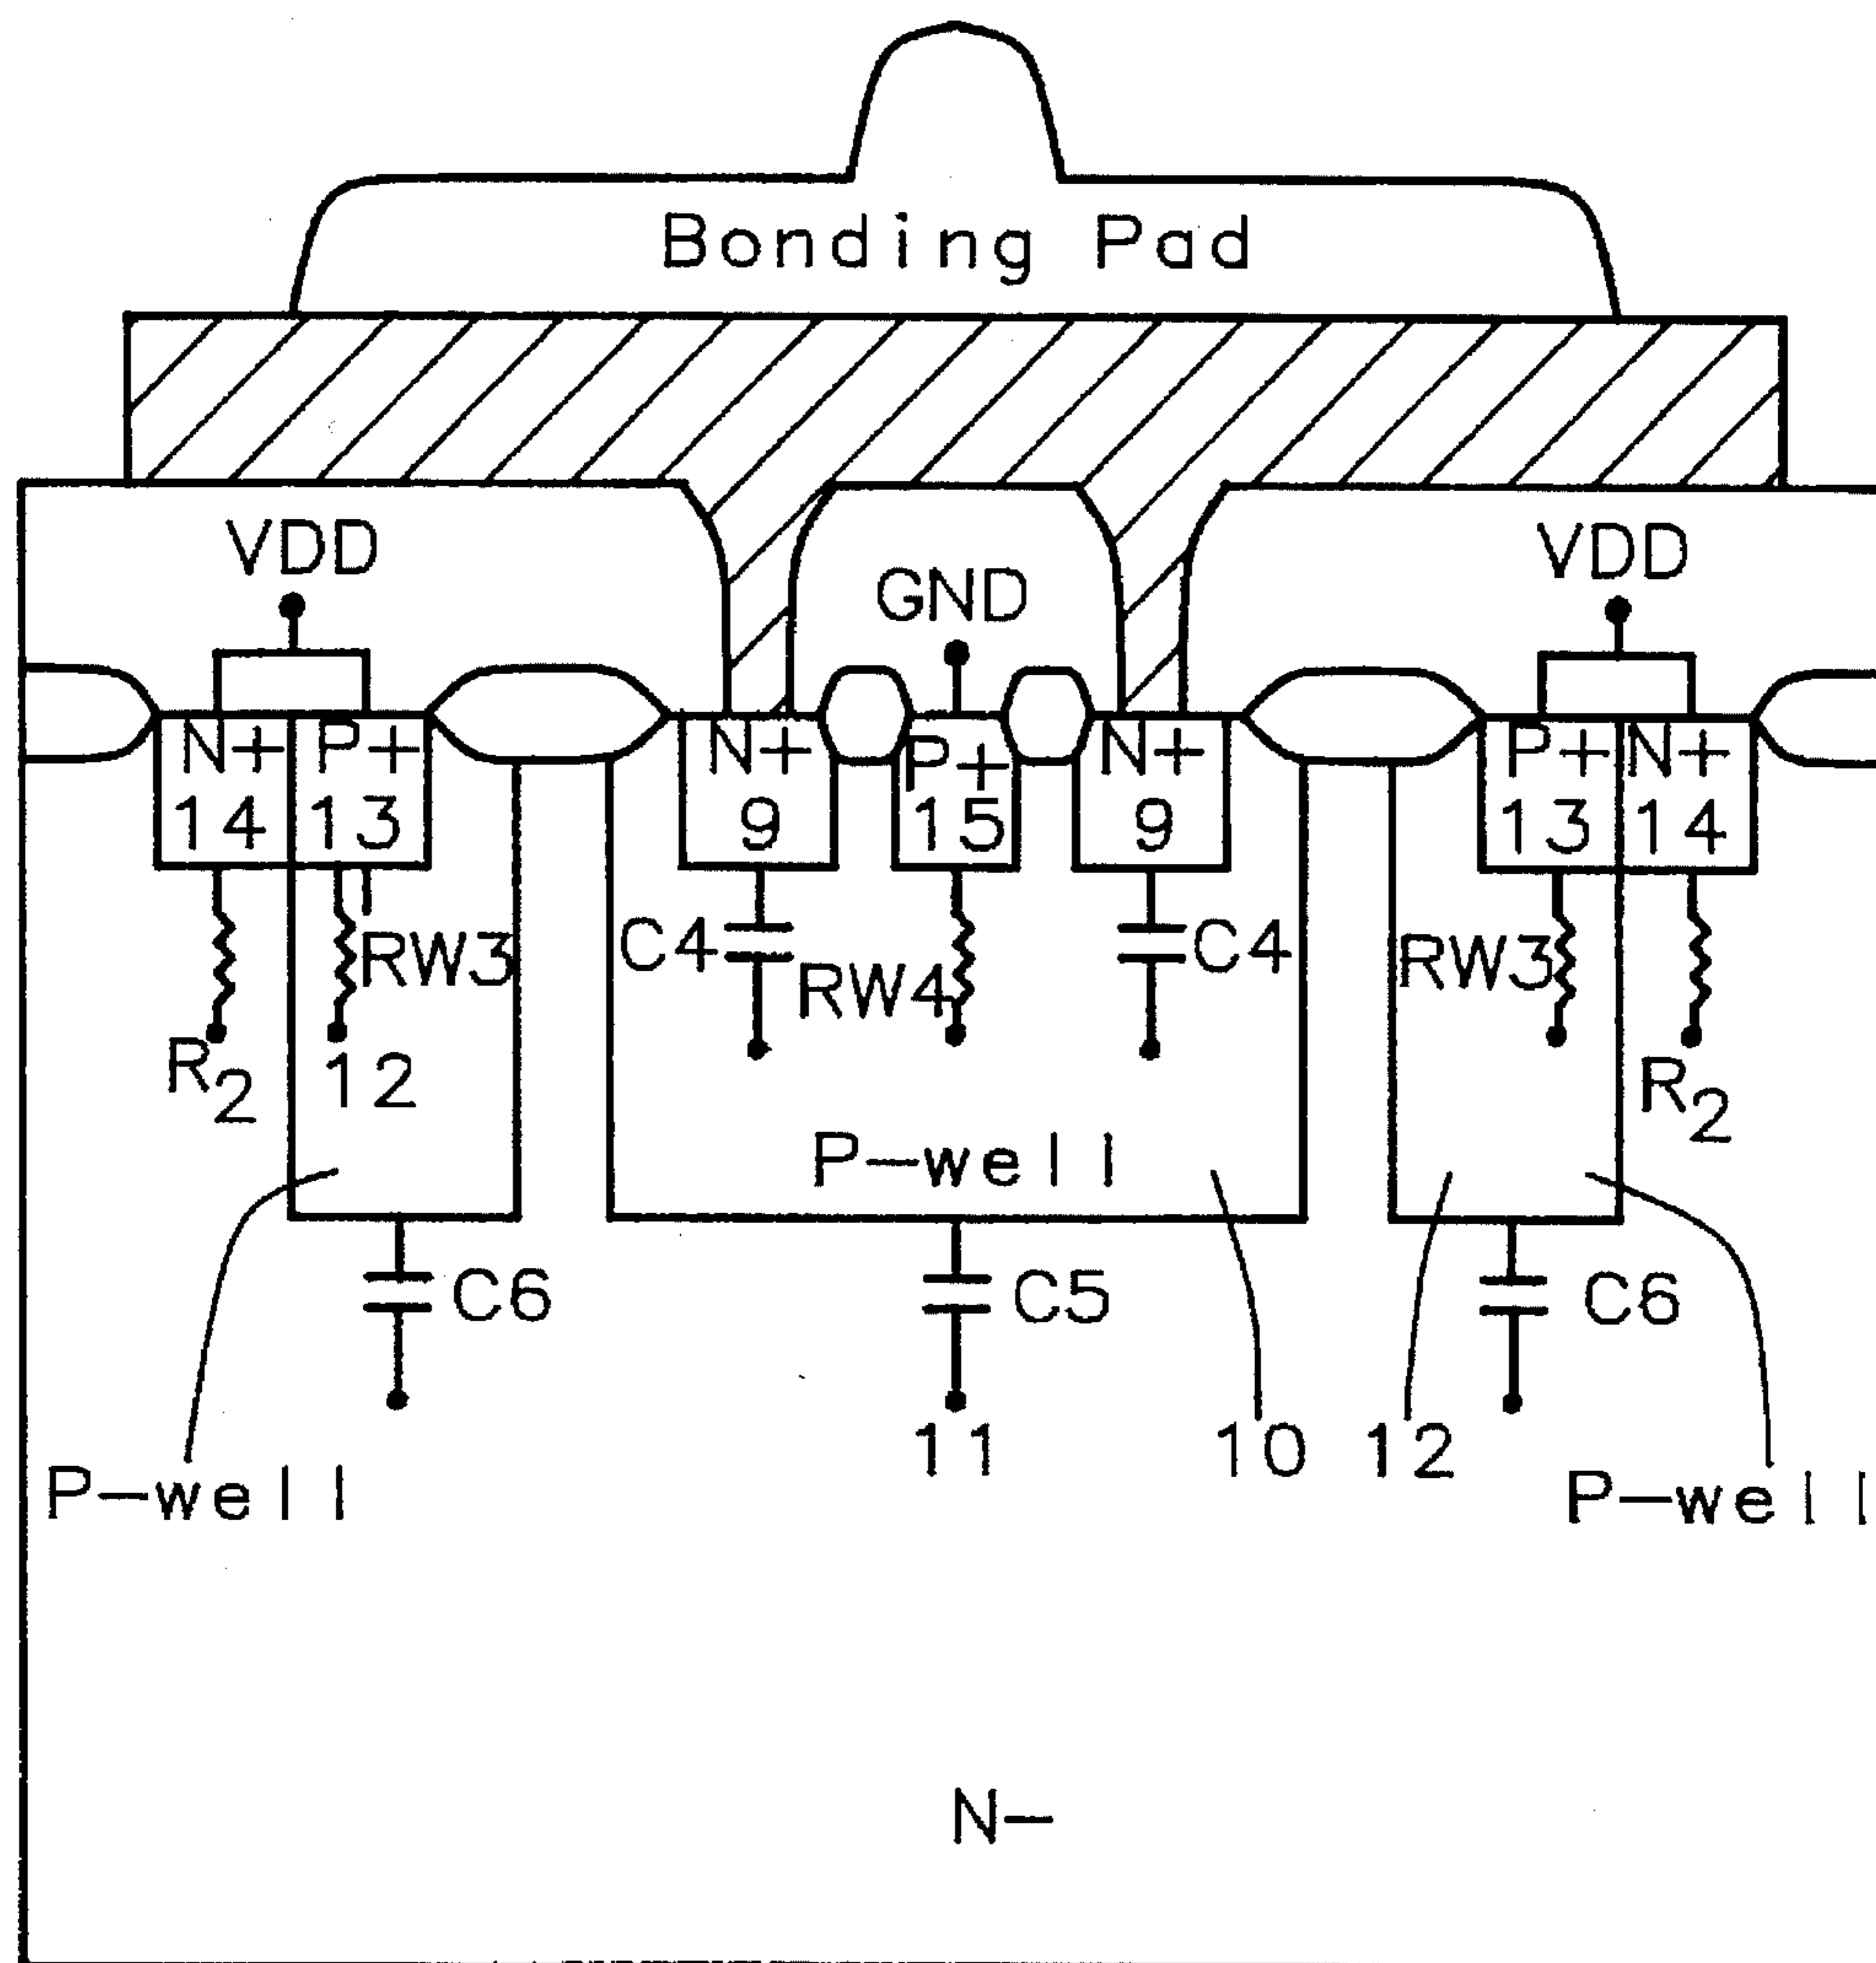 Bonding Pad
VDD
GND
VDD
N+ P+
14 13
N+
9
P+
15
N+
9
P+ N+
13 14
RW3
C4
RW4
C4
RW3
R2
12
R2
P-well
C6
C5
C6
11
10
12
P-well
P-well
N-